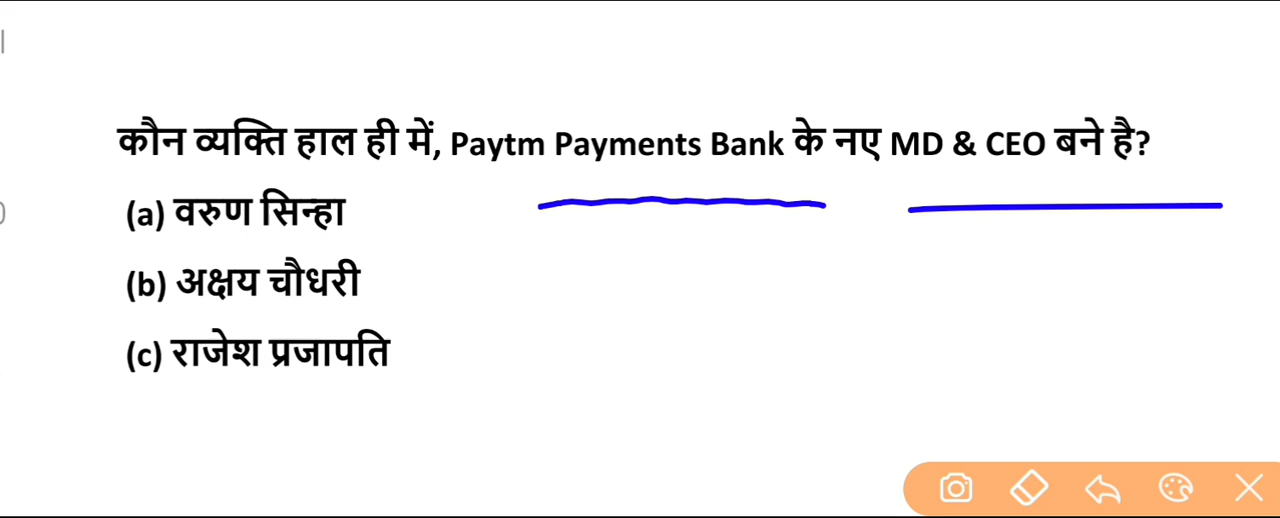 कौन व्यक्ति हाल ही में, Paytm Payments Bank के नए MD & CEO बने है?
(a) वरुण सिन्हा
(b) अक्षय चौधरी
(c) राजेश प्रजापति